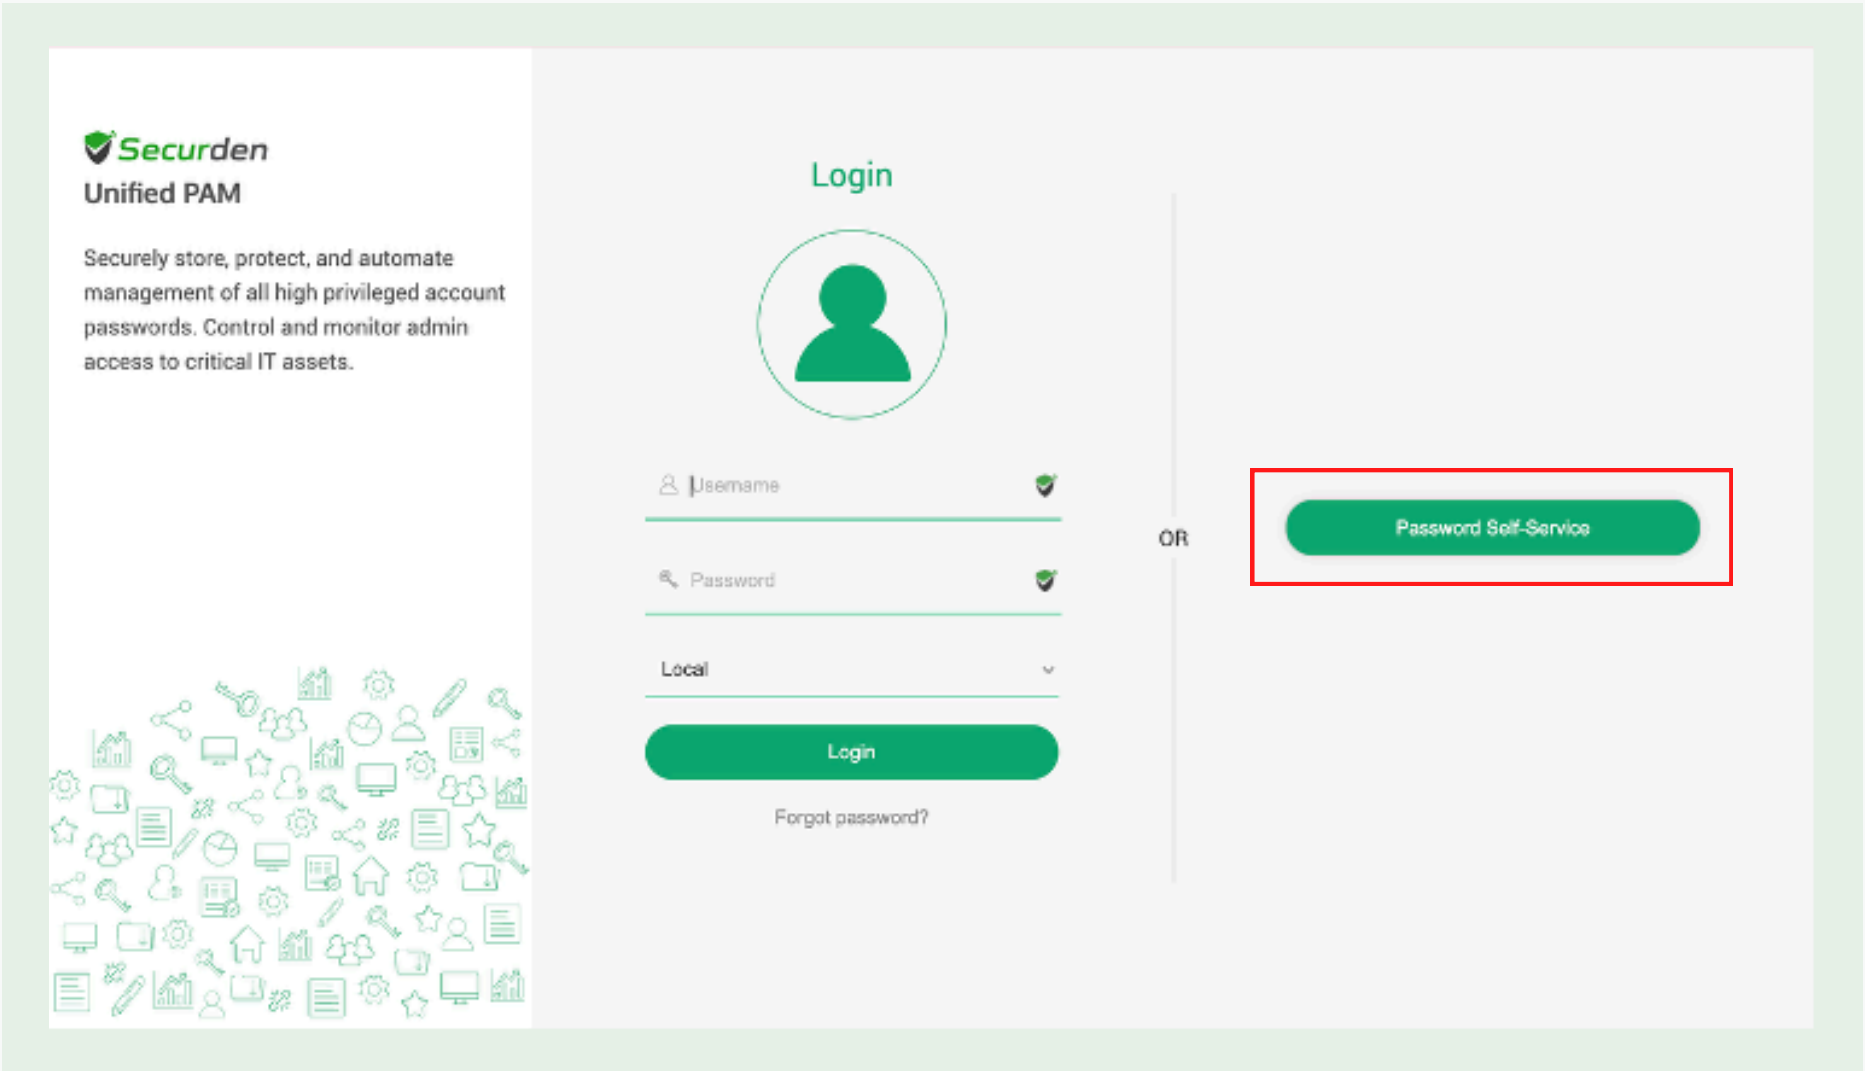 Securden
Unified PAM
Securely store, protect, and automate
management of all high privileged account
passwords. Control and monitor admin
access to critical IT assets.
Login
Username
Password
Local
Login
Forgot password?
OR
Password Self-Service